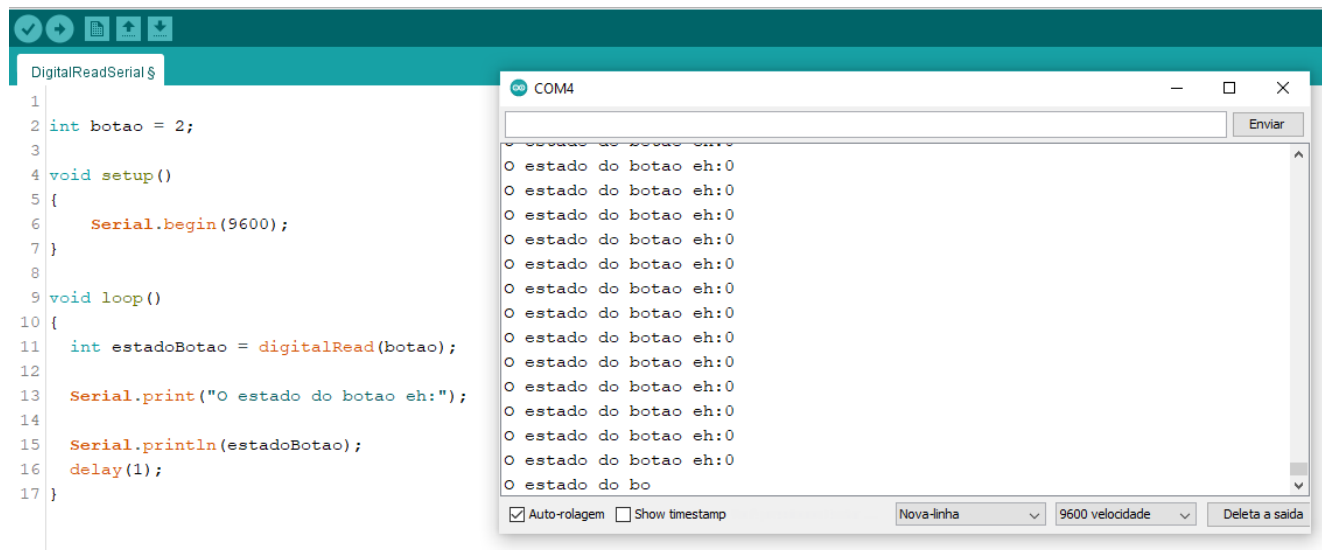 DigitalReadSerial §
1
2 int botao = 2;
3
4 void setup()
5 {
6 Serial.begin(9600);
7 }
8
9 void loop()
10 {
11 int estadoBotao = digitalRead(botao);
12
13 Serial.print("O estado do botao eh:");
14
15 Serial.println(estadoBotao);
16 delay(1);
17 }
COM4
Enviar
O estado do botao eh:0
O estado do botao eh:0
O estado do botao eh:0
O estado do botao eh:0
O estado do botao eh:0
O estado do botao eh:0
O estado do botao eh:0
O estado do botao eh:0
O estado do botao eh:0
O estado do botao eh:0
O estado do botao eh:0
O estado do botao eh:0
O estado do botao eh:0
O estado do botao eh:0
O estado do bo
Auto-rolagem Show timestamp Nova-linha 9600 velocidade Deleta a saida